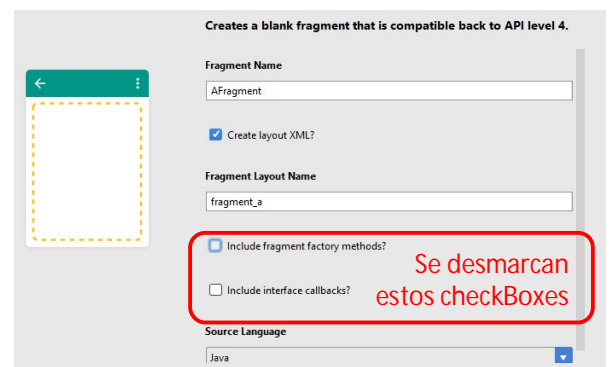 Creates a blank fragment that is compatible back to API level 4.
Fragment Name
AFragment
Create layout XML?
Fragment Layout Name
fragment_a
Include fragment factory methods?
Include interface callbacks?
Se desmarcan
estos checkBoxes
Source Language
Java